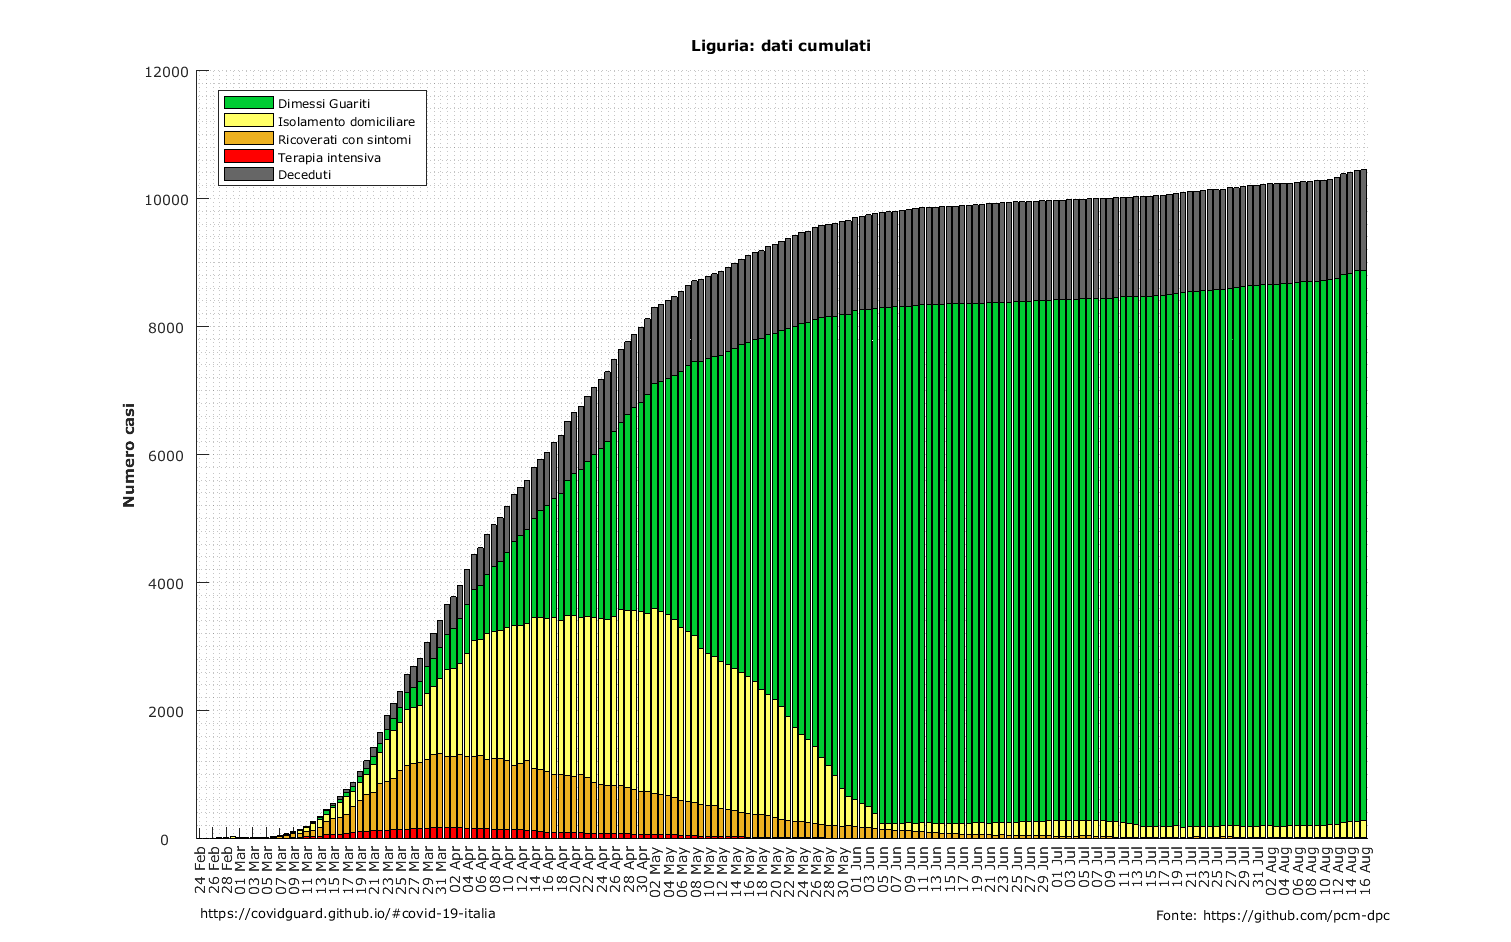 Liguria: dati cumulati
12000
10000
8000
6000
4000
2000
0
Numero casi
Dimessi Guariti
Isolamento domiciliare
Ricoverati con sintomi
Terapia intensiva
Deceduti
24 Feb
26 Feb
28 Feb
01 Mar
03 Mar
05 Mar
07 Mar
09 Mar
11 Mar
13 Mar
15 Mar
17 Mar
19 Mar
21 Mar
23 Mar
25 Mar
27 Mar
29 Mar
31 Mar
02 Apr
04 Apr
06 Apr
08 Apr
10 Apr
12 Apr
14 Apr
16 Apr
18 Apr
20 Apr
22 Apr
24 Apr
26 Apr
28 Apr
30 Apr
02 May
04 May
06 May
08 May
10 May
12 May
14 May
16 May
18 May
20 May
22 May
24 May
26 May
28 May
30 May
01 Jun
03 Jun
05 Jun
07 Jun
09 Jun
11 Jun
13 Jun
15 Jun
17 Jun
19 Jun
21 Jun
23 Jun
25 Jun
27 Jun
29 Jun
01 Jul
03 Jul
05 Jul
07 Jul
09 Jul
11 Jul
13 Jul
15 Jul
17 Jul
19 Jul
21 Jul
23 Jul
25 Jul
27 Jul
29 Jul
31 Jul
02 Aug
04 Aug
06 Aug
08 Aug
10 Aug
12 Aug
14 Aug
16 Aug
https://covidguard.github.io/#covid-19-italia
Fonte: https://github.com/pcm-dpc